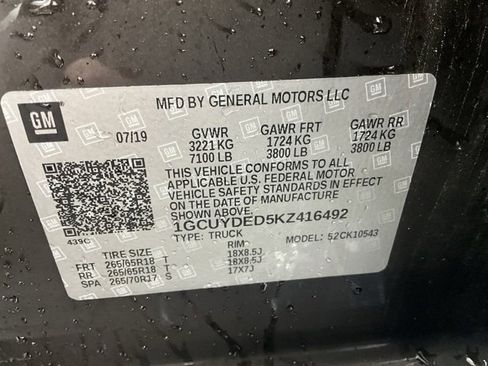 MFD BY GENERAL MOTORS LLC
GM
07/19
GVWR GAWR FRT GAWR RR
3221 KG 1724 KG 1724 KG
7100 LB 3800 LB 3800 LB
THIS VEHICLE CONFORMS TO ALL
APPLICABLE U.S. FEDERAL MOTOR
VEHICLE SAFETY STANDARDS IN EFFECT
ON THE DATE OF MANUFACTURE
SHOWN ABOVE.
1GCUYDED5KZ416492
439C
TYPE: TRUCK MODEL: 52CK10543
TIRE SIZE RIM
FRT 265/65R18 T 18X8.5J
RR 265/65R18 T 18X8.5J
SPA 265/70R17 S 17X7J